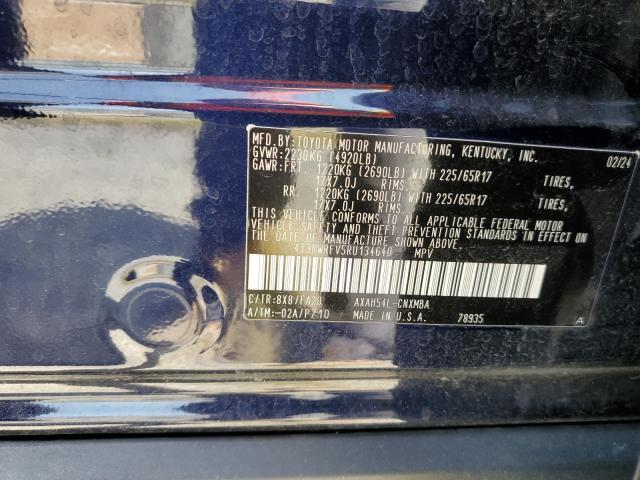 MFD.BY:TOYOTA MOTOR MANUFACTURING, KENTUCKY, INC. 02/24
GVWR:2230KG (4920LB)
GAWR:FRT. 1220KG (2690LB) WITH 225/65R17 TIRES,
17X7.0J RIMS.
RR. 1220KG (2690LB) WITH 225/65R17 TIRES,
17X7.0J RIMS.
THIS VEHICLE CONFORMS TO ALL APPLICABLE FEDERAL MOTOR
VEHICLE SAFETY AND THEFT PREVENTION STANDARDS IN EFFECT
ON THE DATE OF MANUFACTURE SHOWN ABOVE.
MPV
C/TR:8X8/FA20 AXAH54L-CNXMBA
A/TM:-02A/PZ10 MADE IN U.S.A. 78935 A